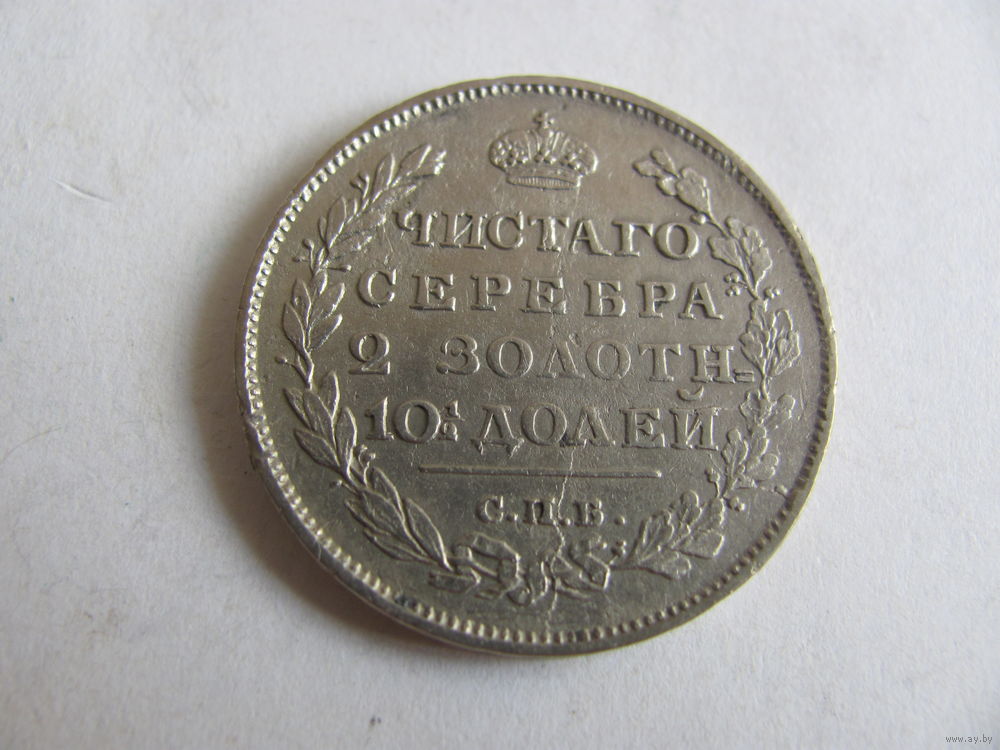 ЧИСТАГО
СЕРЕБРА
2 ЗОЛОТН.
10½ ДОЛЕЙ
С.П.Б.
www.ay.by